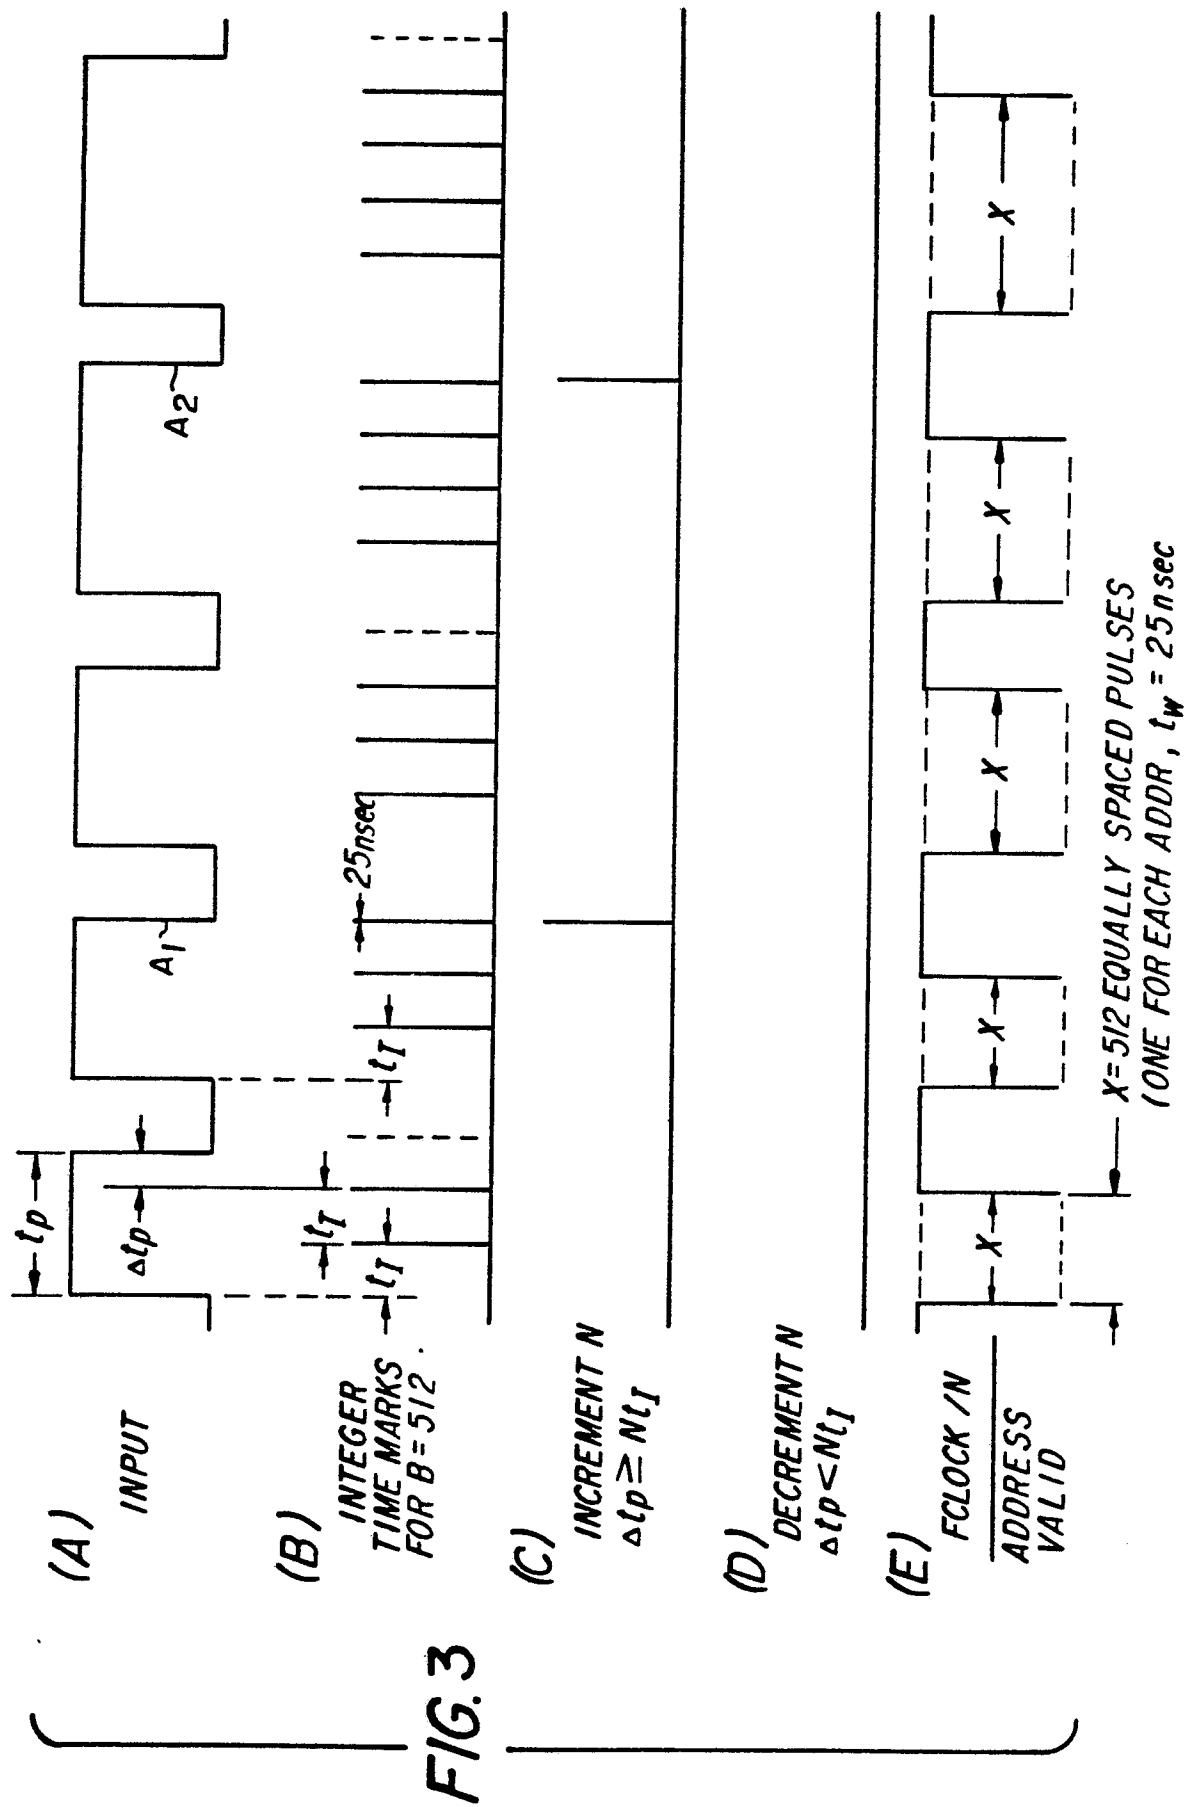 FIG. 3
(A)
INPUT
tp
Δtp
A1
A2
(B)
INTEGER
TIME MARKS
FOR B=512.
tI
tI
tI
25nsec
(C)
INCREMENT N
Δtp ≥ NtI
(D)
DECREMENT N
Δtp < NtI
(E)
FCLOCK /N
ADDRESS
VALID
X
X
X
X
X
X=512 EQUALLY SPACED PULSES
(ONE FOR EACH ADDR, tw = 25nsec